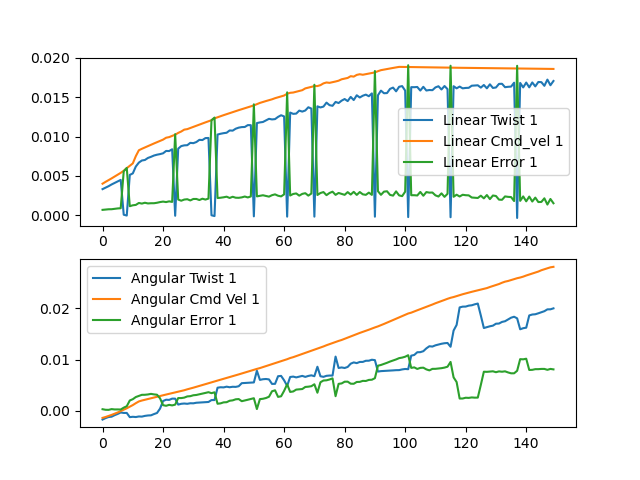 0.020
0.015
0.010
0.005
0.000
Linear Twist 1
Linear Cmd_vel 1
Linear Error 1
0 20 40 60 80 100 120 140
Angular Twist 1
Angular Cmd Vel 1
Angular Error 1
0.02
0.01
0.00
0 20 40 60 80 100 120 140